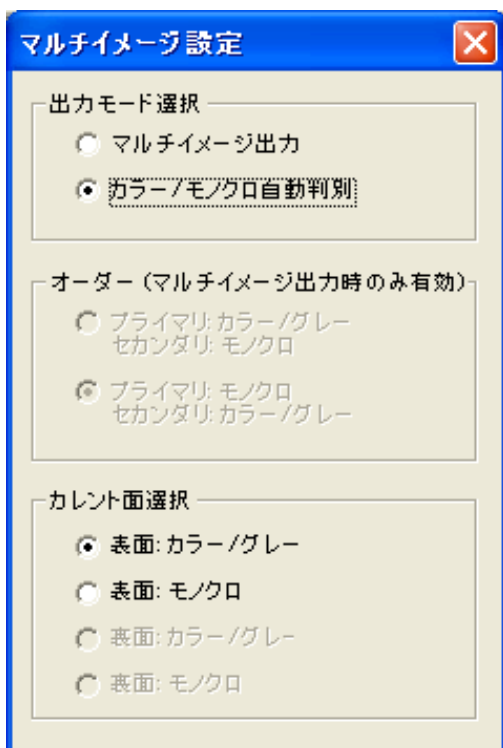 マルチイメージ設定
出力モード選択
マルチイメージ出力
カラー/モノクロ自動判別
オーダー(マルチイメージ出力時のみ有効)
プライマリ: カラー/グレー
セカンダリ: モノクロ
プライマリ: モノクロ
セカンダリ: カラー/グレー
カレント面選択
表面: カラー/グレー
表面: モノクロ
裏面: カラー/グレー
裏面: モノクロ